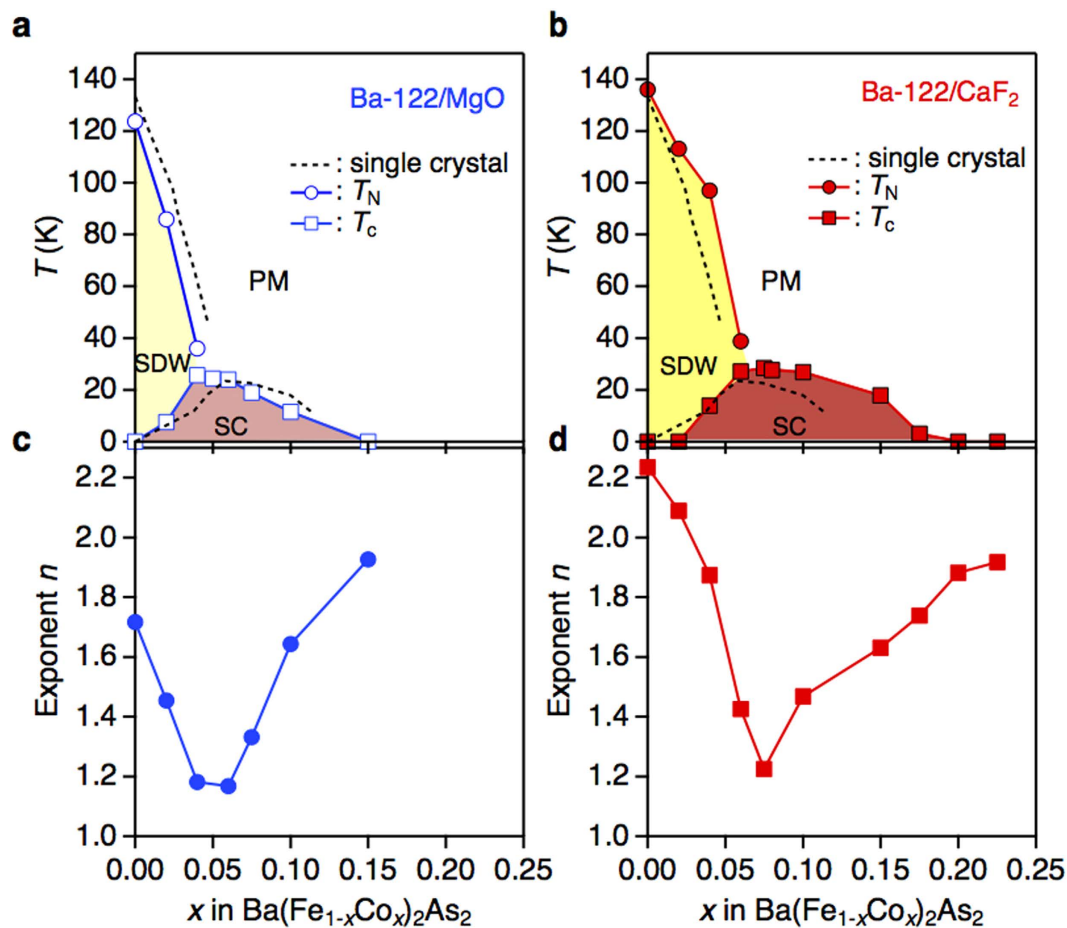 a
Ba-122/MgO
T (K)
140
120
100
80
60
40
20
0
: single crystal
: T_N
: T_c
PM
SDW
SC
b
Ba-122/CaF₂
T (K)
140
120
100
80
60
40
20
0
: single crystal
: T_N
: T_c
PM
SDW
SC
c
Exponent n
2.2
2.0
1.8
1.6
1.4
1.2
1.0
0.00 0.05 0.10 0.15 0.20 0.25
x in Ba(Fe₁₋ₓCoₓ)₂As₂
d
Exponent n
2.2
2.0
1.8
1.6
1.4
1.2
1.0
0.00 0.05 0.10 0.15 0.20 0.25
x in Ba(Fe₁₋ₓCoₓ)₂As₂